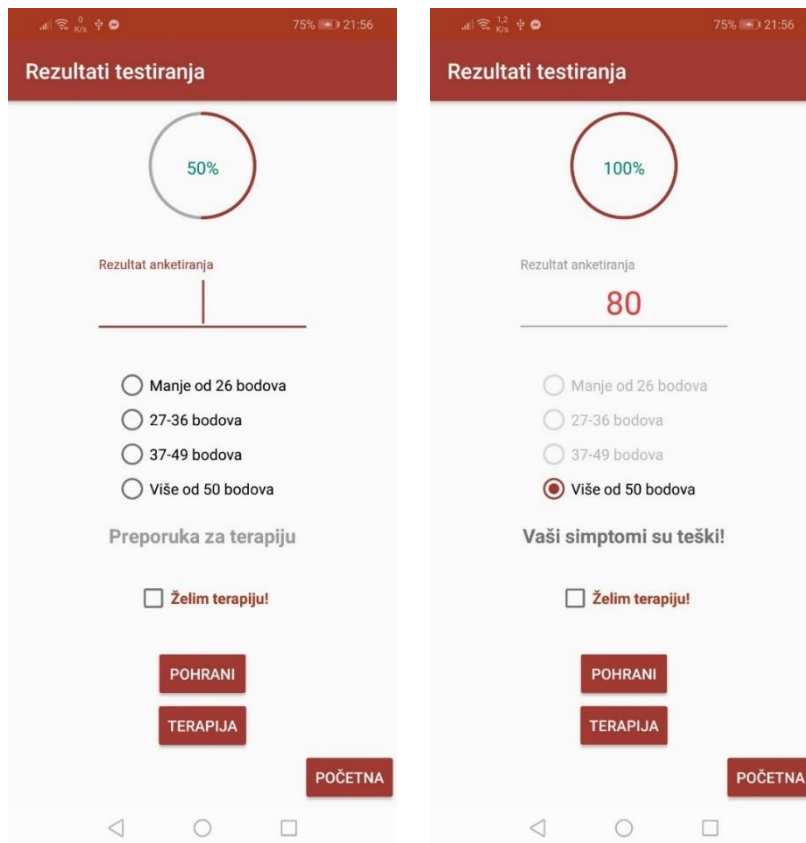 0
K/s
75% 21:56
Rezultati testiranja
50%
Rezultat anketiranja
Manje od 26 bodova
27-36 bodova
37-49 bodova
Više od 50 bodova
Preporuka za terapiju
Želim terapiju!
POHRANI
TERAPIJA
POČETNA
1,2
K/s
75% 21:56
Rezultati testiranja
100%
Rezultat anketiranja
80
Manje od 26 bodova
27-36 bodova
37-49 bodova
Više od 50 bodova
Vaši simptomi su teški!
Želim terapiju!
POHRANI
TERAPIJA
POČETNA